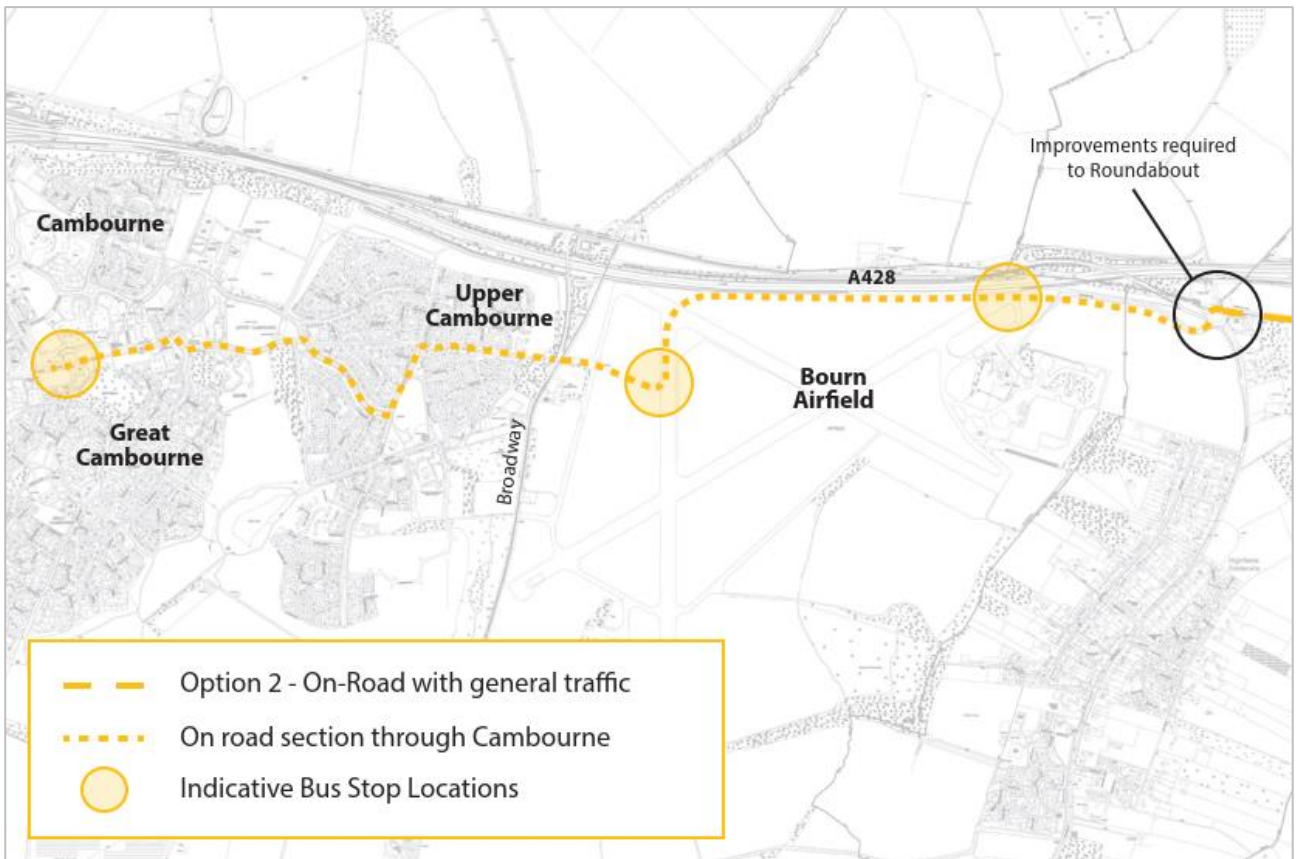 Improvements required
to Roundabout
Cambourne
A428
Upper
Cambourne
Bourn
Airfield
Great
Cambourne
Broadway
Option 2 - On-Road with general traffic
On road section through Cambourne
Indicative Bus Stop Locations